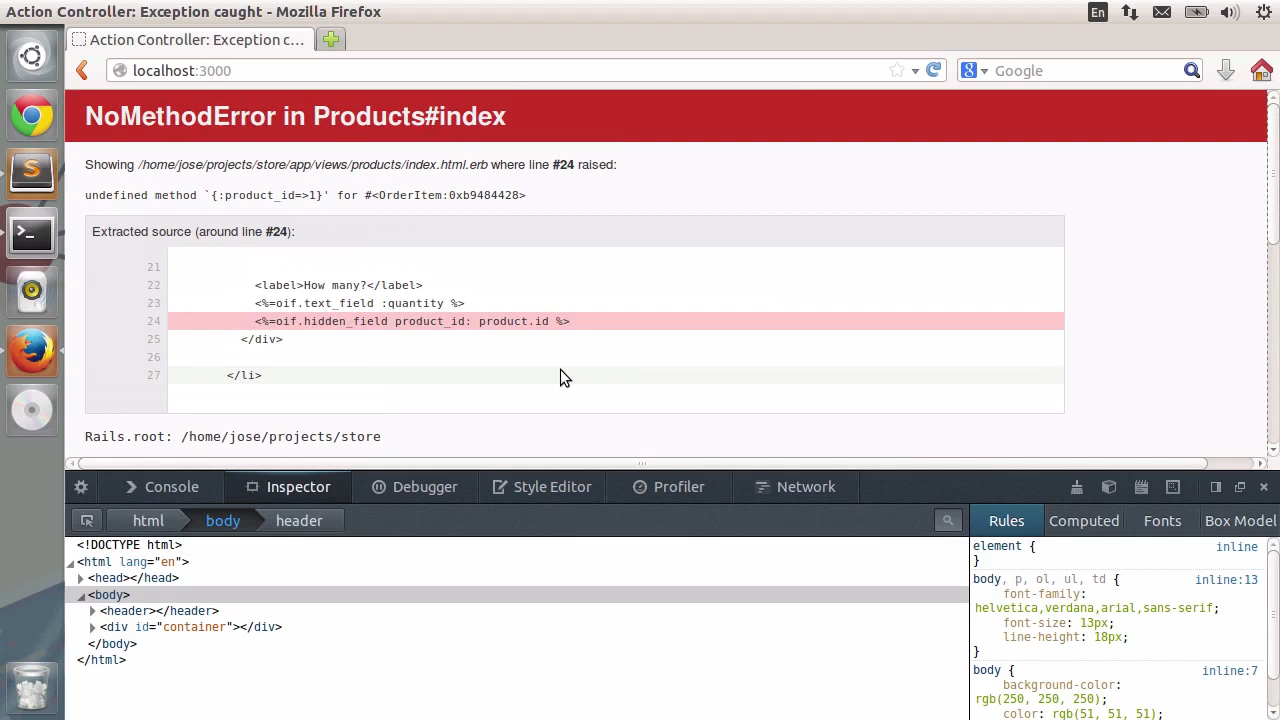 Action Controller: Exception caught - Mozilla Firefox
En
Action Controller: Exception c...
localhost:3000
Google
NoMethodError in Products#index
Showing /home/jose/projects/store/app/views/products/index.html.erb where line #24 raised:
undefined method `{:product_id=>1}' for #<OrderItem:0xb9484428>
Extracted source (around line #24):
21
22 <label>How many?</label>
23 <%=oif.text_field :quantity %>
24 <%=oif.hidden_field product_id: product.id %>
25 </div>
26
27 </li>
Rails.root: /home/jose/projects/store
Console Inspector Debugger Style Editor Profiler Network
html body header
Rules Computed Fonts Box Model
<!DOCTYPE html>
<html lang="en">
<head></head>
<body>
<header></header>
<div id="container"></div>
</body>
</html>
element { inline
}
body, p, ol, ul, td { inline:13
font-family:
helvetica,verdana,arial,sans-serif;
font-size: 13px;
line-height: 18px;
}
body { inline:7
background-color:
rgb(250, 250, 250);
color: rgb(51, 51, 51);